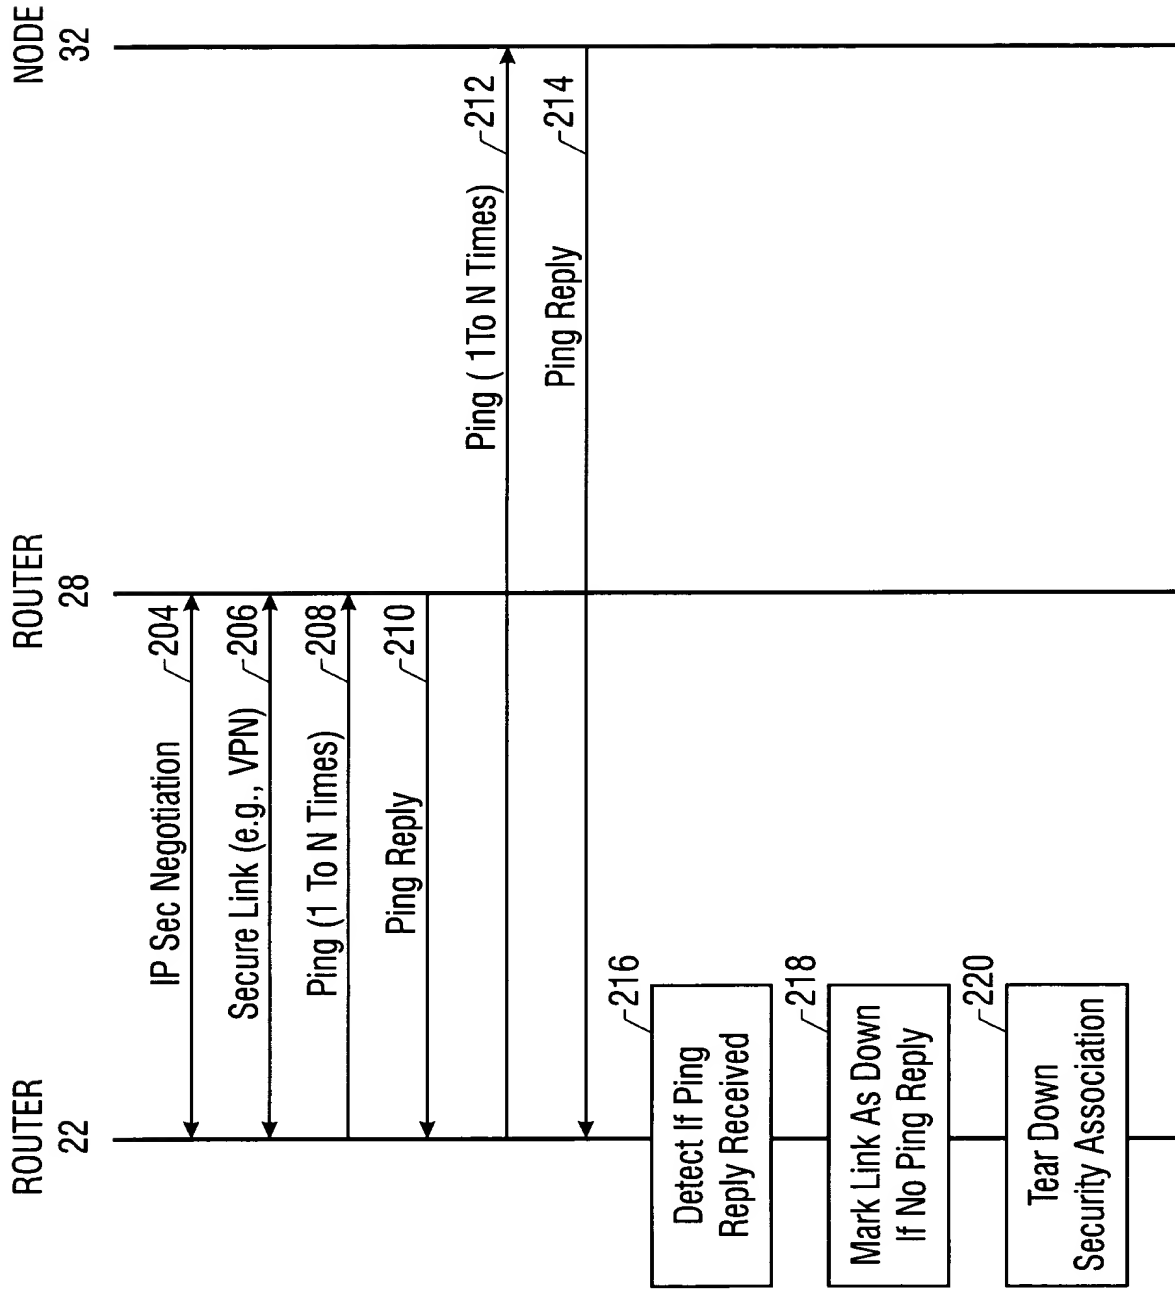 ROUTER
22
ROUTER
28
NODE
32
IP Sec Negotiation
204
Secure Link (e.g., VPN)
206
Ping (1 To N Times)
208
Ping Reply
210
Ping ( 1To N Times)
212
Ping Reply
214
216
Detect If Ping
Reply Received
218
Mark Link As Down
If No Ping Reply
220
Tear Down
Security Association